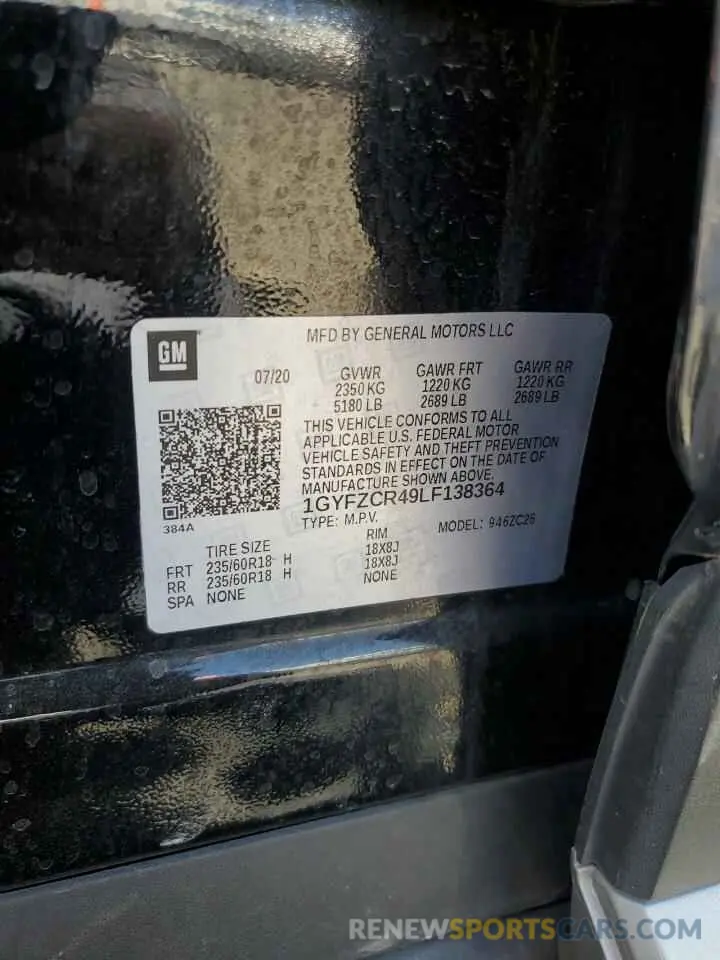 MFD BY GENERAL MOTORS LLC
GM
07/20 GVWR GAWR FRT GAWR RR
2350 KG 1220 KG 1220 KG
5180 LB 2689 LB 2689 LB
THIS VEHICLE CONFORMS TO ALL
APPLICABLE U.S. FEDERAL MOTOR
VEHICLE SAFETY AND THEFT PREVENTION
STANDARDS IN EFFECT ON THE DATE OF
MANUFACTURE SHOWN ABOVE.
1GYFZCR49LF138364
384A
TYPE: M.P.V. MODEL: 946ZC26
TIRE SIZE RIM
FRT 235/60R18 H 18X8J
RR 235/60R18 H 18X8J
SPA NONE NONE
RENEWSPORTSCARS.COM